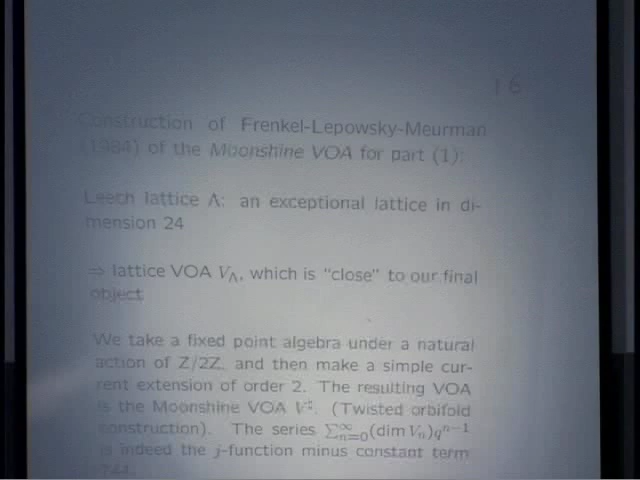 16
Construction of Frenkel-Lepowsky-Meurman
(1984) of the Moonshine VOA for part (1):
Leech lattice Λ: an exceptional lattice in di-
mension 24
⇒ lattice VOA V_Λ, which is "close" to our final
object
We take a fixed point algebra under a natural
action of Z/2Z, and then make a simple cur-
rent extension of order 2. The resulting VOA
is the Moonshine VOA V^♮. (Twisted orbifold
construction). The series ∑_{n=0}^∞(dim V_n)q^{n-1}
is indeed the j-function minus constant term
744.